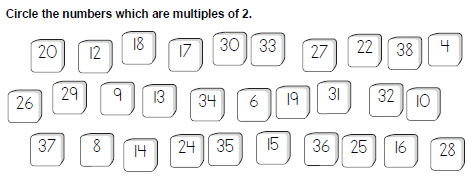 Circle the numbers which are multiples of 2.
20 12 18 17 30 33 27 22 38 4
26 29 9 13 34 6 19 31 32 10
37 8 14 24 35 15 36 25 16 28